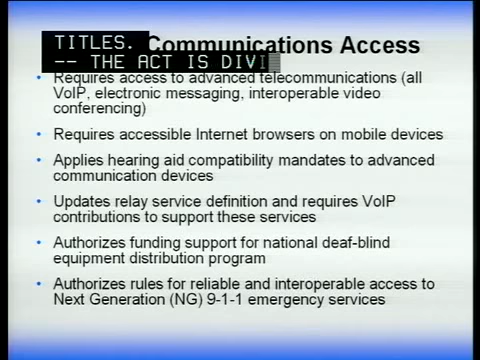 TITLES.
-- THE ACT IS DIVI
Communications Access
• Requires access to advanced telecommunications (all
VoIP, electronic messaging, interoperable video
conferencing)
• Requires accessible Internet browsers on mobile devices
• Applies hearing aid compatibility mandates to advanced
communication devices
• Updates relay service definition and requires VoIP
contributions to support these services
• Authorizes funding support for national deaf-blind
equipment distribution program
• Authorizes rules for reliable and interoperable access to
Next Generation (NG) 9-1-1 emergency services